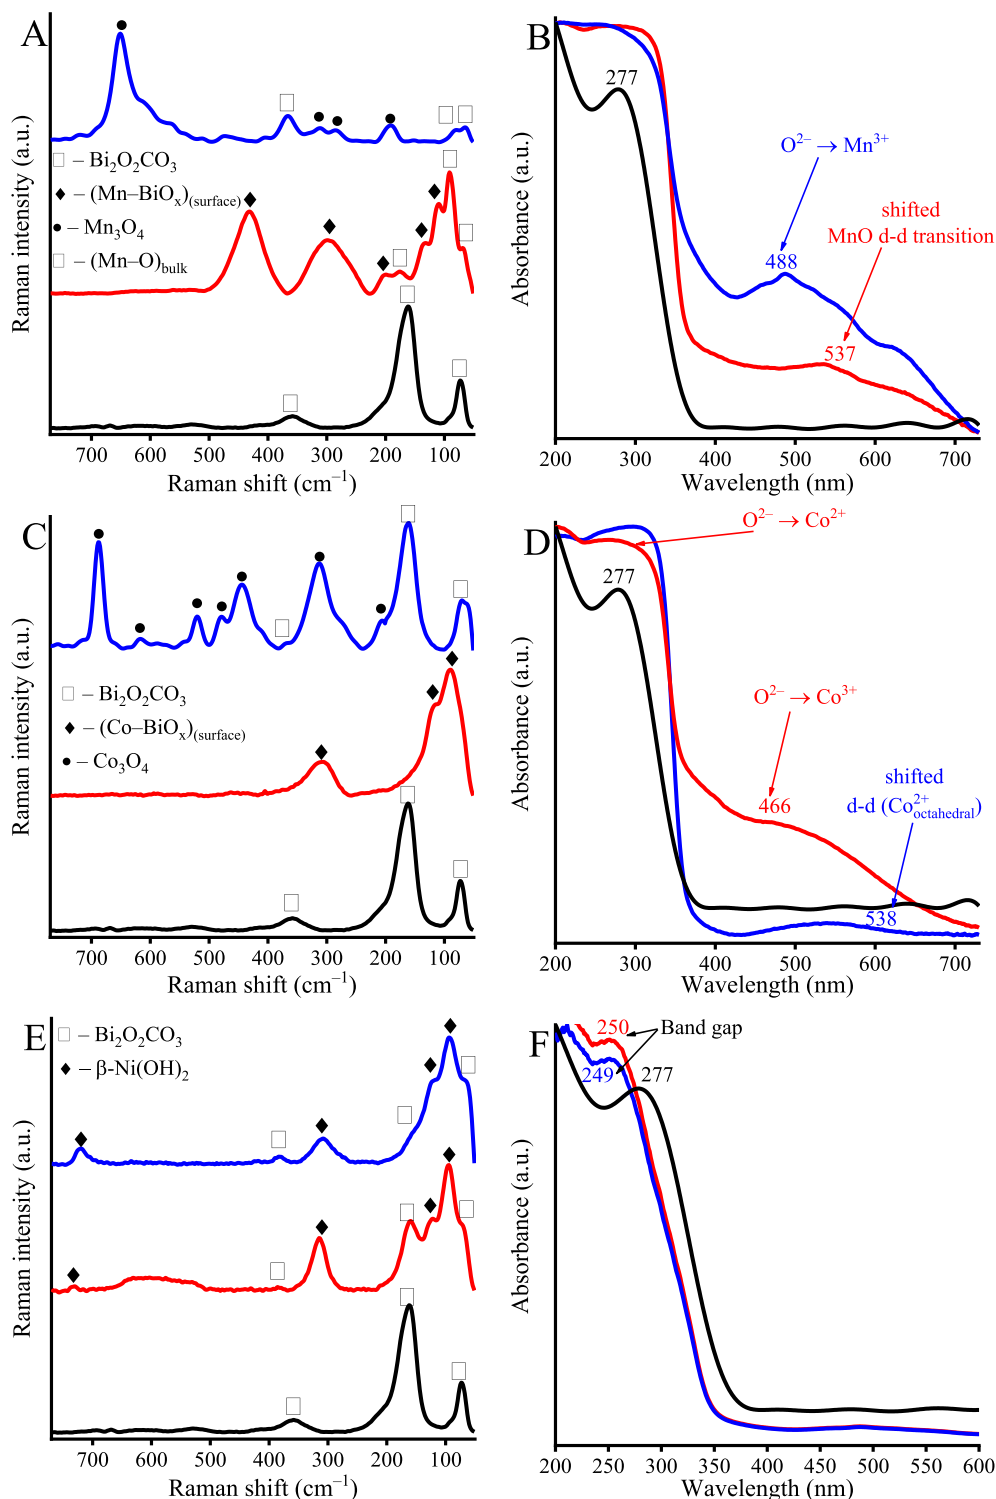 A
□ – Bi₂O₂CO₃
◆ – (Mn–BiOₓ)₍surface₎
● – Mn₃O₄
□ – (Mn–O)bulk
Raman intensity (a.u.)
700 600 500 400 300 200 100
Raman shift (cm⁻¹)
B
277
O²⁻ → Mn³⁺
shifted
MnO d-d transition
488
537
Absorbance (a.u.)
200 300 400 500 600 700
Wavelength (nm)
C
□ – Bi₂O₂CO₃
◆ – (Co–BiOₓ)(surface)
● – Co₃O₄
Raman intensity (a.u.)
700 600 500 400 300 200 100
Raman shift (cm⁻¹)
D
O²⁻ → Co²⁺
277
O²⁻ → Co³⁺
466
shifted
d-d (Co²⁺octahedral)
538
Absorbance (a.u.)
200 300 400 500 600 700
Wavelength (nm)
E
□ – Bi₂O₂CO₃
◆ – β-Ni(OH)₂
Raman intensity (a.u.)
700 600 500 400 300 200 100
Raman shift (cm⁻¹)
F
250
Band gap
249
277
Absorbance (a.u.)
200 250 300 350 400 450 500 550 600
Wavelength (nm)